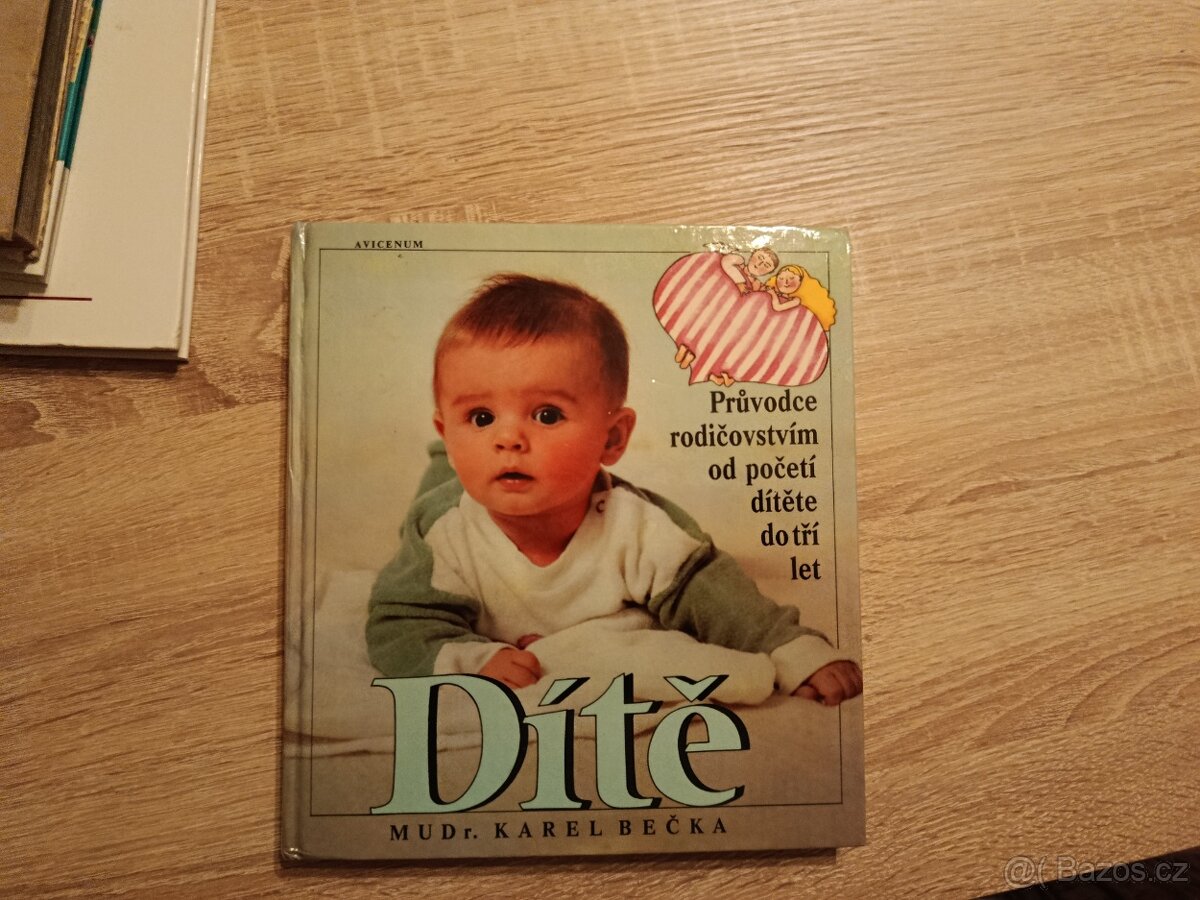 AVICENUM
Průvodce
rodičovstvím
od početí
dítěte
do tří
let
Dítě
MUDr. KAREL BEČKA
@( Bazos.cz